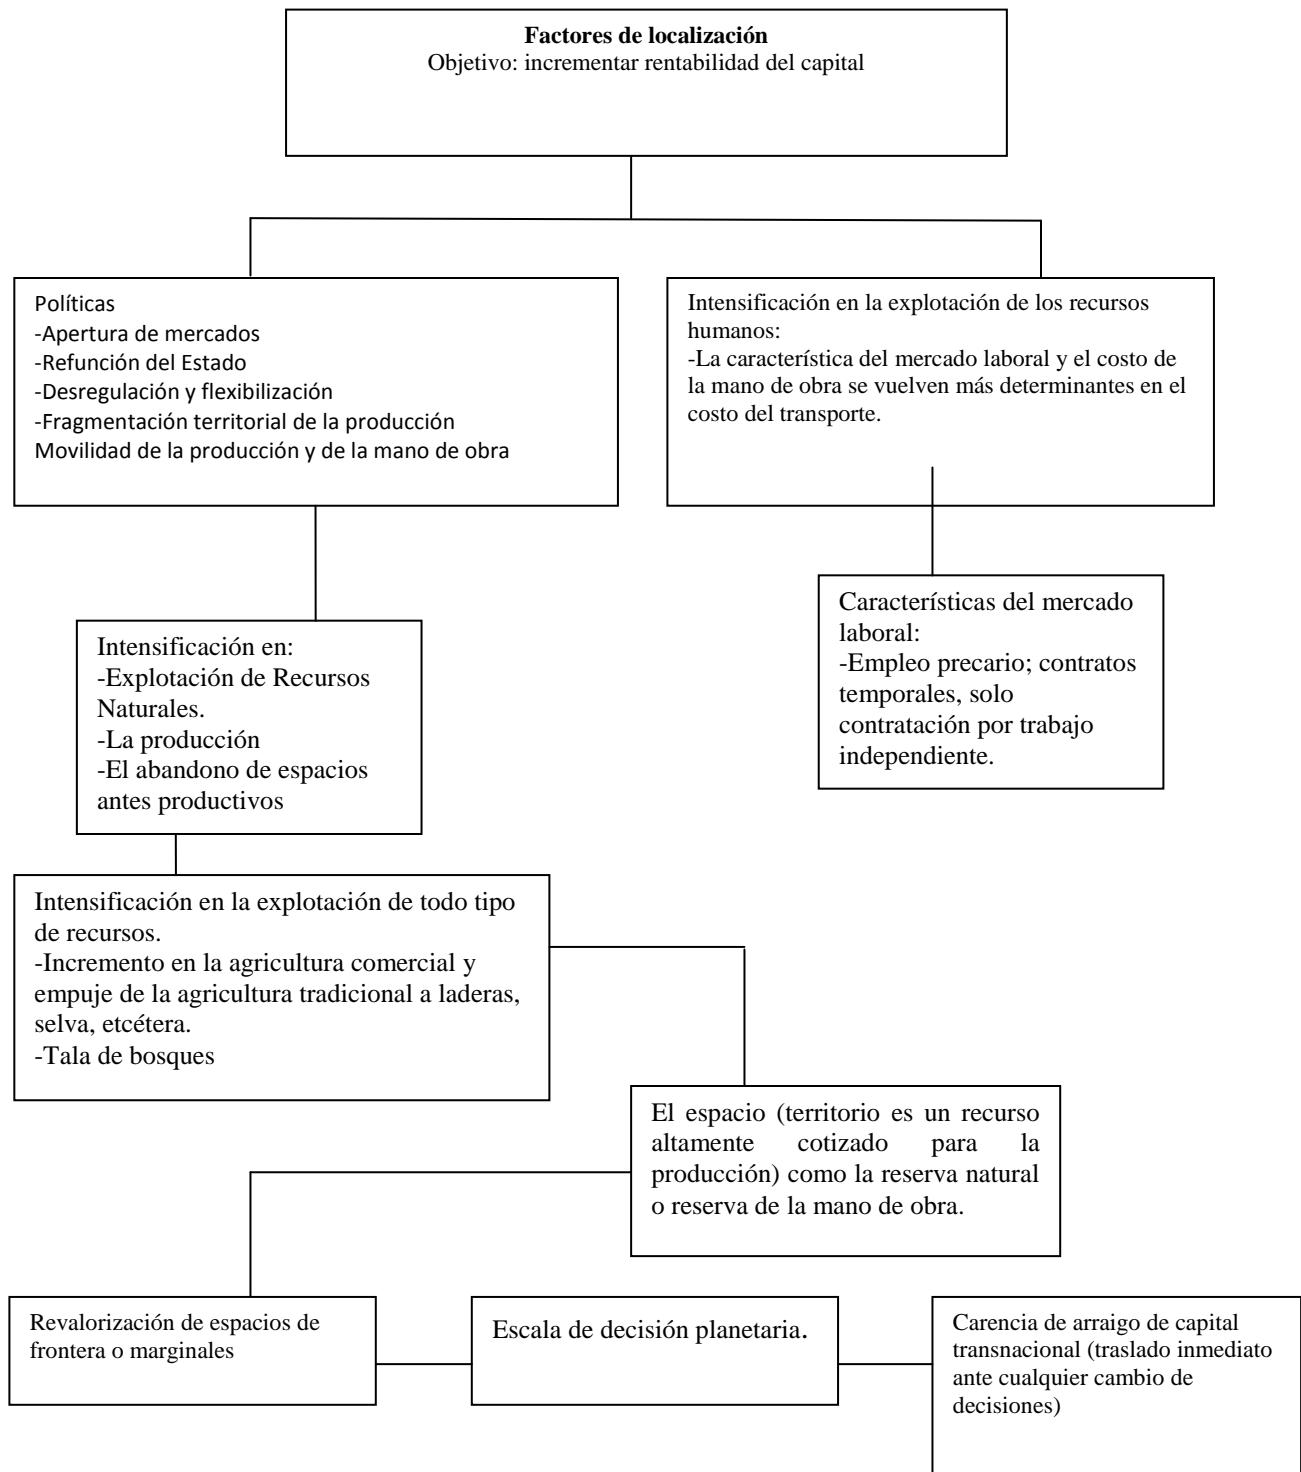 Factores de localización
Objetivo: incrementar rentabilidad del capital
Políticas
-Apertura de mercados
-Refunción del Estado
-Desregulación y flexibilización
-Fragmentación territorial de la producción
Movilidad de la producción y de la mano de obra
Intensificación en la explotación de los recursos
humanos:
-La característica del mercado laboral y el costo de
la mano de obra se vuelven más determinantes en el
costo del transporte.
Características del mercado
laboral:
-Empleo precario; contratos
temporales, solo
contratación por trabajo
independiente.
Intensificación en:
-Explotación de Recursos
Naturales.
-La producción
-El abandono de espacios
antes productivos
Intensificación en la explotación de todo tipo
de recursos.
-Incremento en la agricultura comercial y
empuje de la agricultura tradicional a laderas,
selva, etcétera.
-Tala de bosques
El espacio (territorio es un recurso
altamente cotizado para la
producción) como la reserva natural
o reserva de la mano de obra.
Revalorización de espacios de
frontera o marginales
Escala de decisión planetaria.
Carencia de arraigo de capital
transnacional (traslado inmediato
ante cualquier cambio de
decisiones)